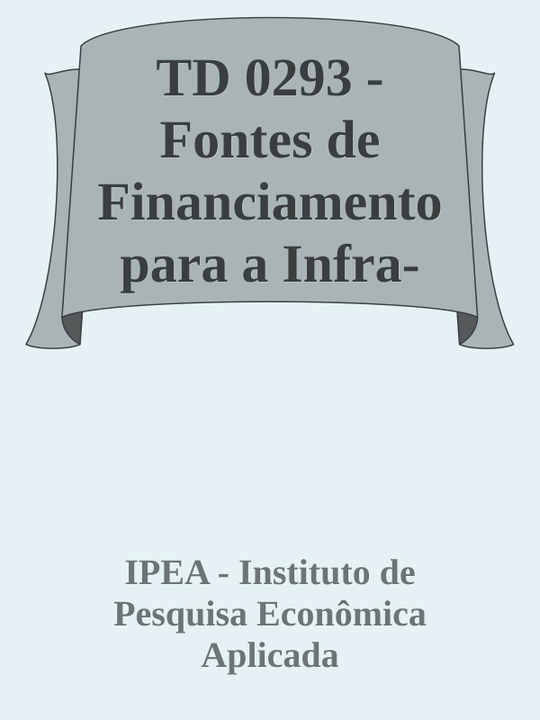 TD 0293 -
Fontes de
Financiamento
para a Infra-
IPEA - Instituto de
Pesquisa Econômica
Aplicada